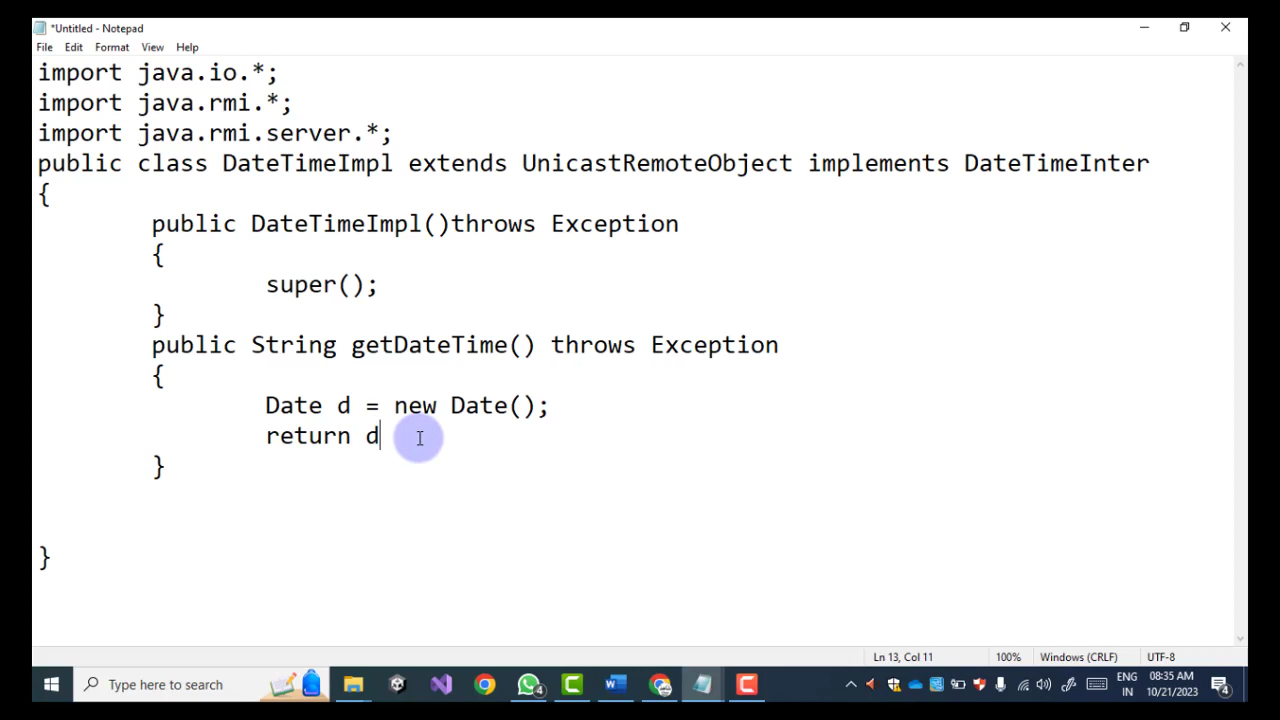 *Untitled - Notepad
File Edit Format View Help
import java.io.*;
import java.rmi.*;
import java.rmi.server.*;
public class DateTimeImpl extends UnicastRemoteObject implements DateTimeInter
{
public DateTimeImpl()throws Exception
{
super();
}
public String getDateTime() throws Exception
{
Date d = new Date();
return d
}
}
Ln 13, Col 11 100% Windows (CRLF) UTF-8
Type here to search
4
ENG
IN
08:35 AM
10/21/2023
4